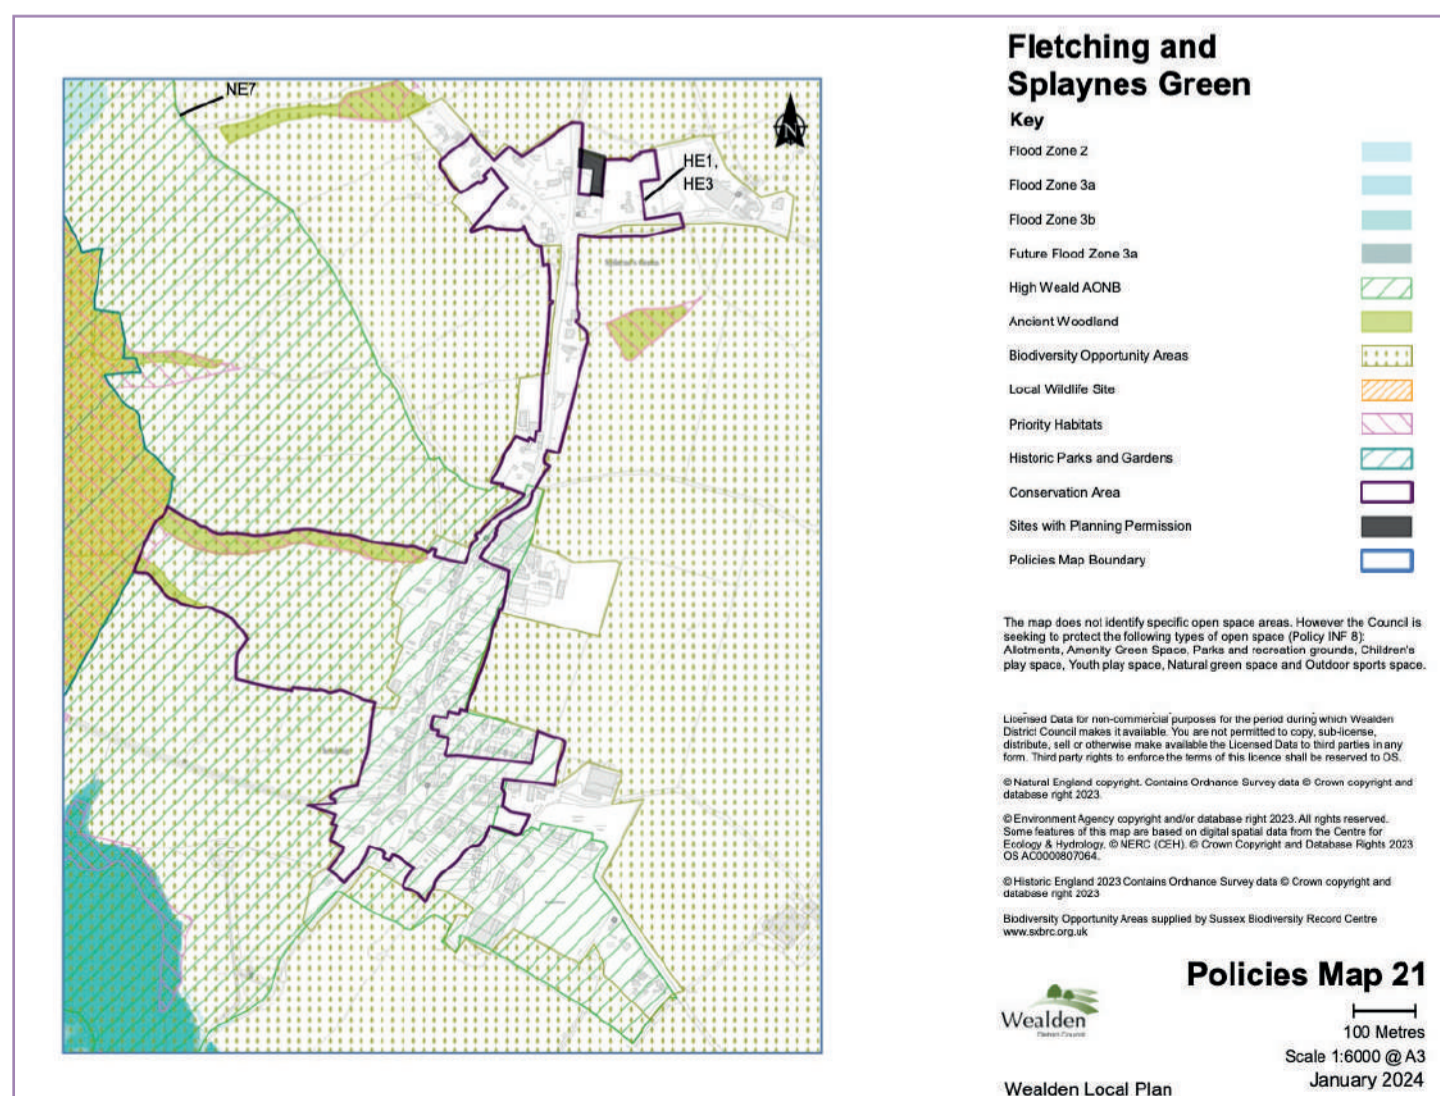 NE7
HE1,
HE3
N
Fletching and
Splaynes Green
Key
Flood Zone 2
Flood Zone 3a
Flood Zone 3b
Future Flood Zone 3a
High Weald AONB
Ancient Woodland
Biodiversity Opportunity Areas
Local Wildlife Site
Priority Habitats
Historic Parks and Gardens
Conservation Area
Sites with Planning Permission
Policies Map Boundary
The map does not identify specific open space areas. However the Council is
seeking to protect the following types of open space (Policy INF 8):
Allotments, Amenity Green Space, Parks and recreation grounds, Children's
play space, Youth play space, Natural green space and Outdoor sports space.
Licensed Data for non-commercial purposes for the period during which Wealden
District Council makes it available. You are not permitted to copy, sub-license,
distribute, sell or otherwise make available the Licensed Data to third parties in any
form. Third party rights to enforce the terms of this licence shall be reserved to OS.
© Natural England copyright. Contains Ordnance Survey data © Crown copyright and
database right 2023.
© Environment Agency copyright and/or database right 2023. All rights reserved.
Some features of this map are based on digital spatial data from the Centre for
Ecology & Hydrology, © NERC (CEH). © Crown Copyright and Database Rights 2023
OS AC0000807064.
© Historic England 2023 Contains Ordnance Survey data © Crown copyright and
database right 2023
Biodiversity Opportunity Areas supplied by Sussex Biodiversity Record Centre
www.sxbrc.org.uk
Policies Map 21
Wealden
District Council
100 Metres
Scale 1:6000 @ A3
January 2024
Wealden Local Plan